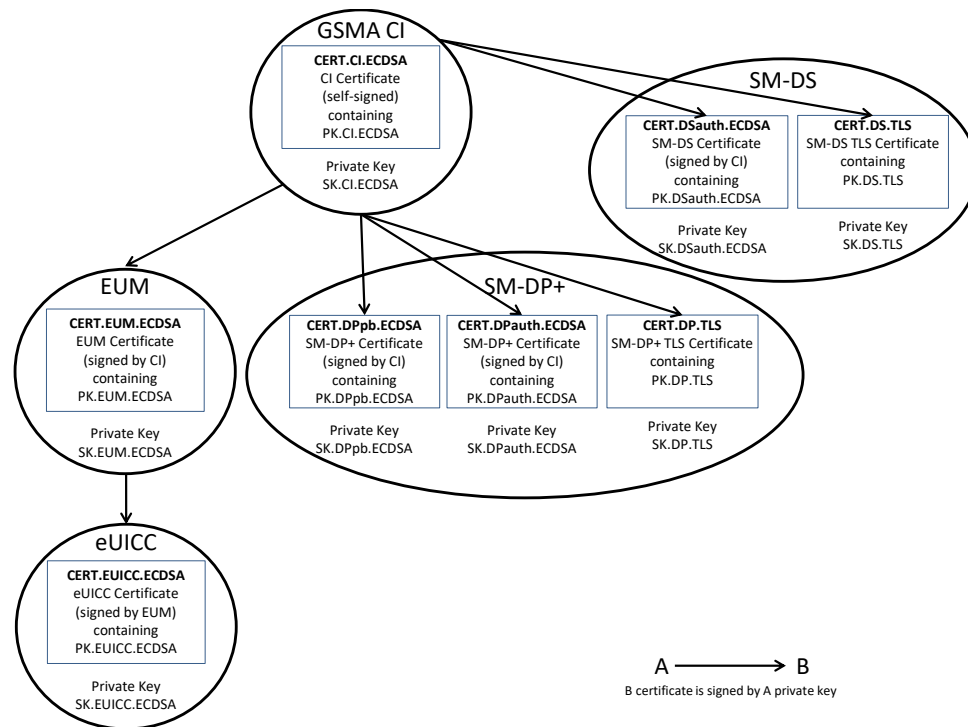 GSMA CI
CERT.CI.ECDSA
CI Certificate
(self-signed)
containing
PK.CI.ECDSA
Private Key
SK.CI.ECDSA
SM-DS
CERT.DSauth.ECDSA
SM-DS Certificate
(signed by CI)
containing
PK.DSauth.ECDSA
Private Key
SK.DSauth.ECDSA
CERT.DS.TLS
SM-DS TLS Certificate
containing
PK.DS.TLS
Private Key
SK.DS.TLS
EUM
CERT.EUM.ECDSA
EUM Certificate
(signed by CI)
containing
PK.EUM.ECDSA
Private Key
SK.EUM.ECDSA
SM-DP+
CERT.DPpb.ECDSA
SM-DP+ Certificate
(signed by CI)
containing
PK.DPpb.ECDSA
Private Key
SK.DPpb.ECDSA
CERT.DPauth.ECDSA
SM-DP+ Certificate
(signed by CI)
containing
PK.DPauth.ECDSA
Private Key
SK.DPauth.ECDSA
CERT.DP.TLS
SM-DP+ TLS Certificate
containing
PK.DP.TLS
Private Key
SK.DP.TLS
eUICC
CERT.EUICC.ECDSA
eUICC Certificate
(signed by EUM)
containing
PK.EUICC.ECDSA
Private Key
SK.EUICC.ECDSA
A B
B certificate is signed by A private key